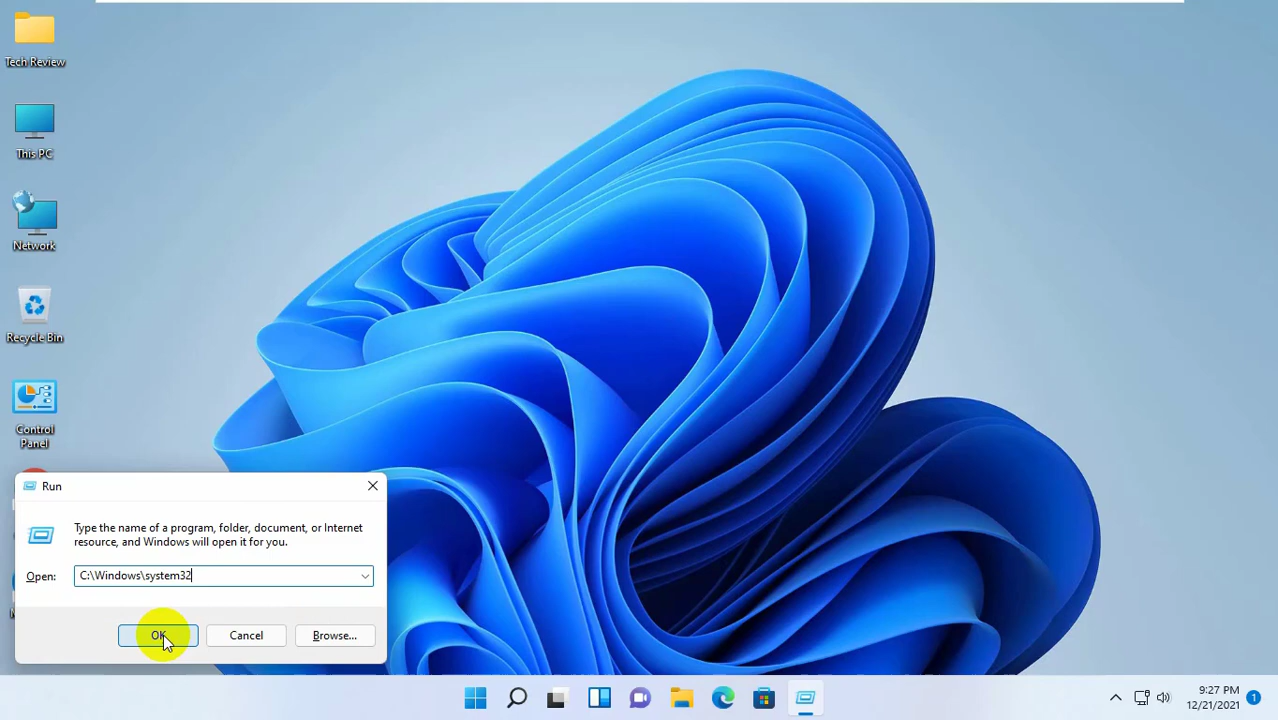 Tech Review
This PC
Network
Recycle Bin
Control
Panel
Run
Type the name of a program, folder, document, or Internet
resource, and Windows will open it for you.
Open:
C:\Windows\system32
OK
Cancel
Browse...
9:27 PM
12/21/2021
1